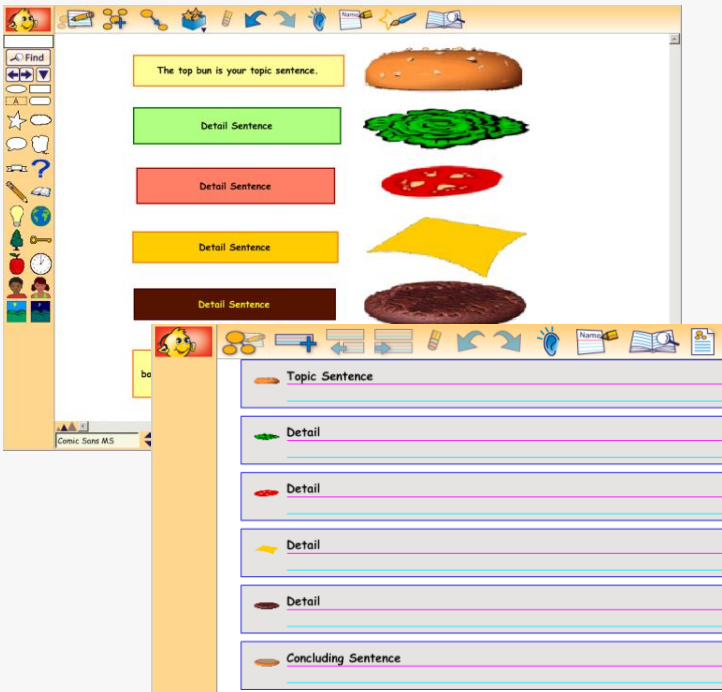 Name
Find
A
The top bun is your topic sentence.
Detail Sentence
Detail Sentence
Detail Sentence
Detail Sentence
bo
Comic Sans MS
Name
Topic Sentence
Detail
Detail
Detail
Detail
Concluding Sentence